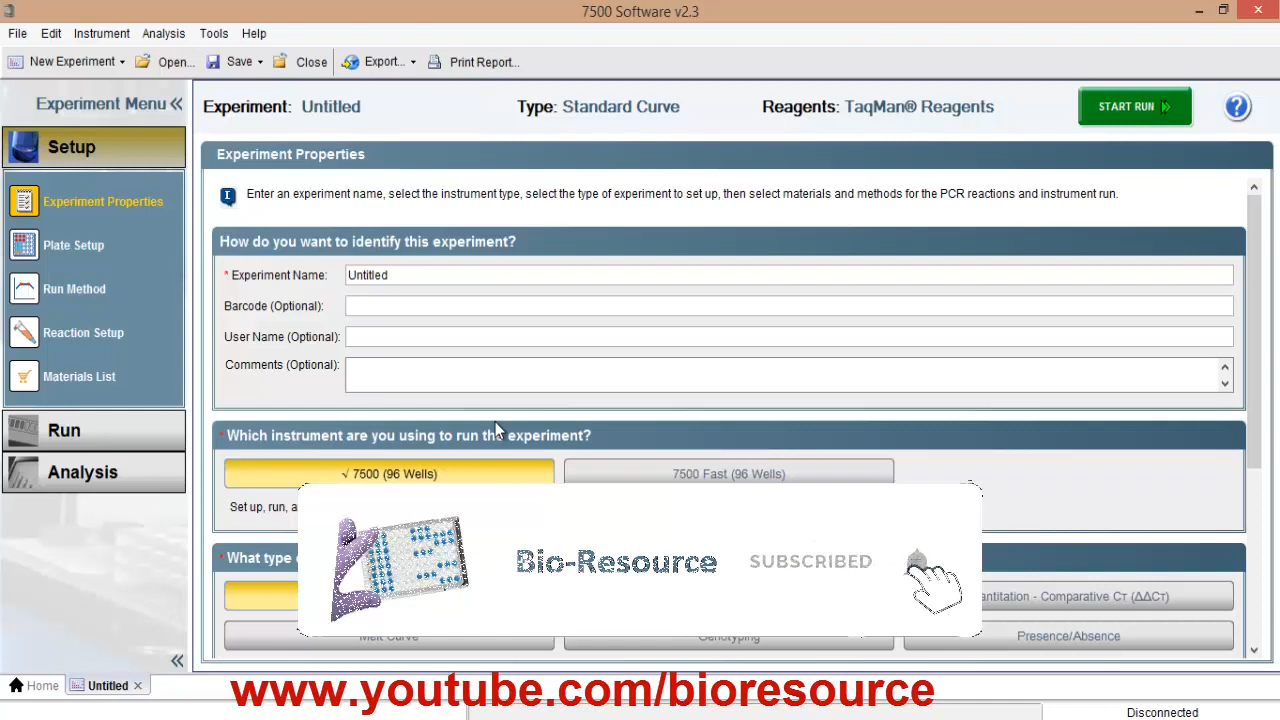 7500 Software v2.3
File Edit Instrument Analysis Tools Help
New Experiment Open... Save Close Export... Print Report...
Experiment Menu
Experiment: Untitled Type: Standard Curve Reagents: TaqMan® Reagents START RUN
Setup
Experiment Properties
Plate Setup
Run Method
Reaction Setup
Materials List
Run
Analysis
Experiment Properties
Enter an experiment name, select the instrument type, select the type of experiment to set up, then select materials and methods for the PCR reactions and instrument run.
How do you want to identify this experiment?
* Experiment Name: Untitled
Barcode (Optional):
User Name (Optional):
Comments (Optional):
* Which instrument are you using to run the experiment?
√ 7500 (96 Wells) 7500 Fast (96 Wells)
Set up, run, a
* What type
antitation - Comparative CT (ΔΔCT)
Melt Curve Genotyping Presence/Absence
Bio-Resource SUBSCRIBED
Home Untitled
www.youtube.com/bioresource
Disconnected